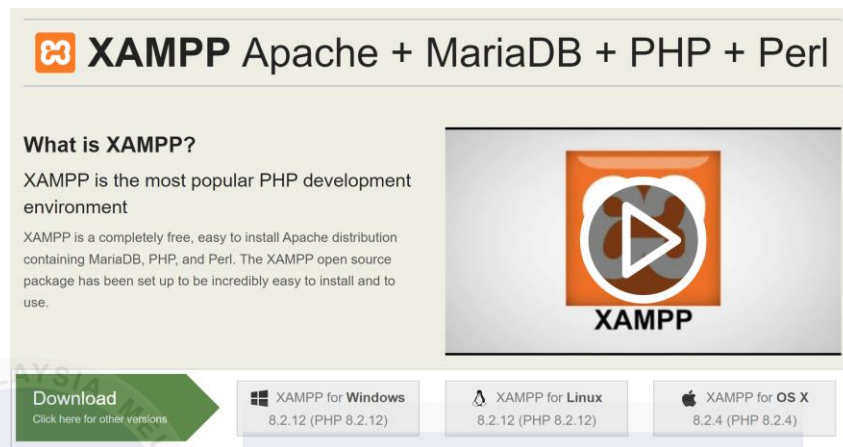 XAMPP Apache + MariaDB + PHP + Perl
What is XAMPP?
XAMPP is the most popular PHP development
environment
XAMPP is a completely free, easy to install Apache distribution
containing MariaDB, PHP, and Perl. The XAMPP open source
package has been set up to be incredibly easy to install and to
use.
XAMPP
Download
Click here for other versions
XAMPP for Windows
8.2.12 (PHP 8.2.12)
XAMPP for Linux
8.2.12 (PHP 8.2.12)
XAMPP for OS X
8.2.4 (PHP 8.2.4)